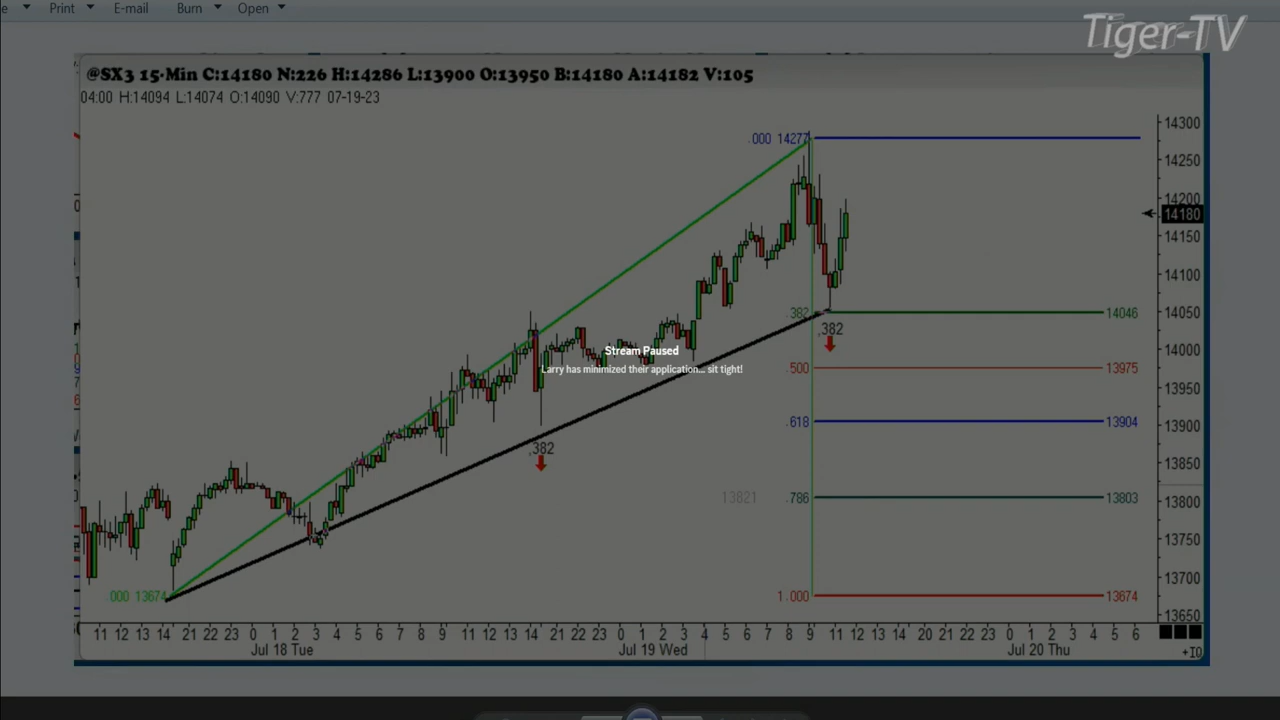 e Print E-mail Burn Open
Tiger-TV
@SX3 15-Min C:14180 N:226 H:14286 L:13900 O:13950 B:14180 A:14182 V:105
04:00 H:14094 L:14074 O:14090 V:777 07-19-23
14300
.000 14277
14250
14200
14180
14150
14100
14050
.382 14046
.382
14000
Stream Paused
Larry has minimized their application... sit tight!
.500 13975
13950
.618 13904
13900
.382
13850
13821 .786 13803
13800
13750
13700
.000 13674
1.000 13674
13650
11 12 13 14 21 22 23 0 1 2 3 4 5 6 7 8 9 11 13 14 21 22 23 0 1 2 3 4 5 6 7 8 9 11 12 13 14 20 21 22 23 0 1 2 3 4 5 6
Jul 18 Tue Jul 19 Wed Jul 20 Thu
+10